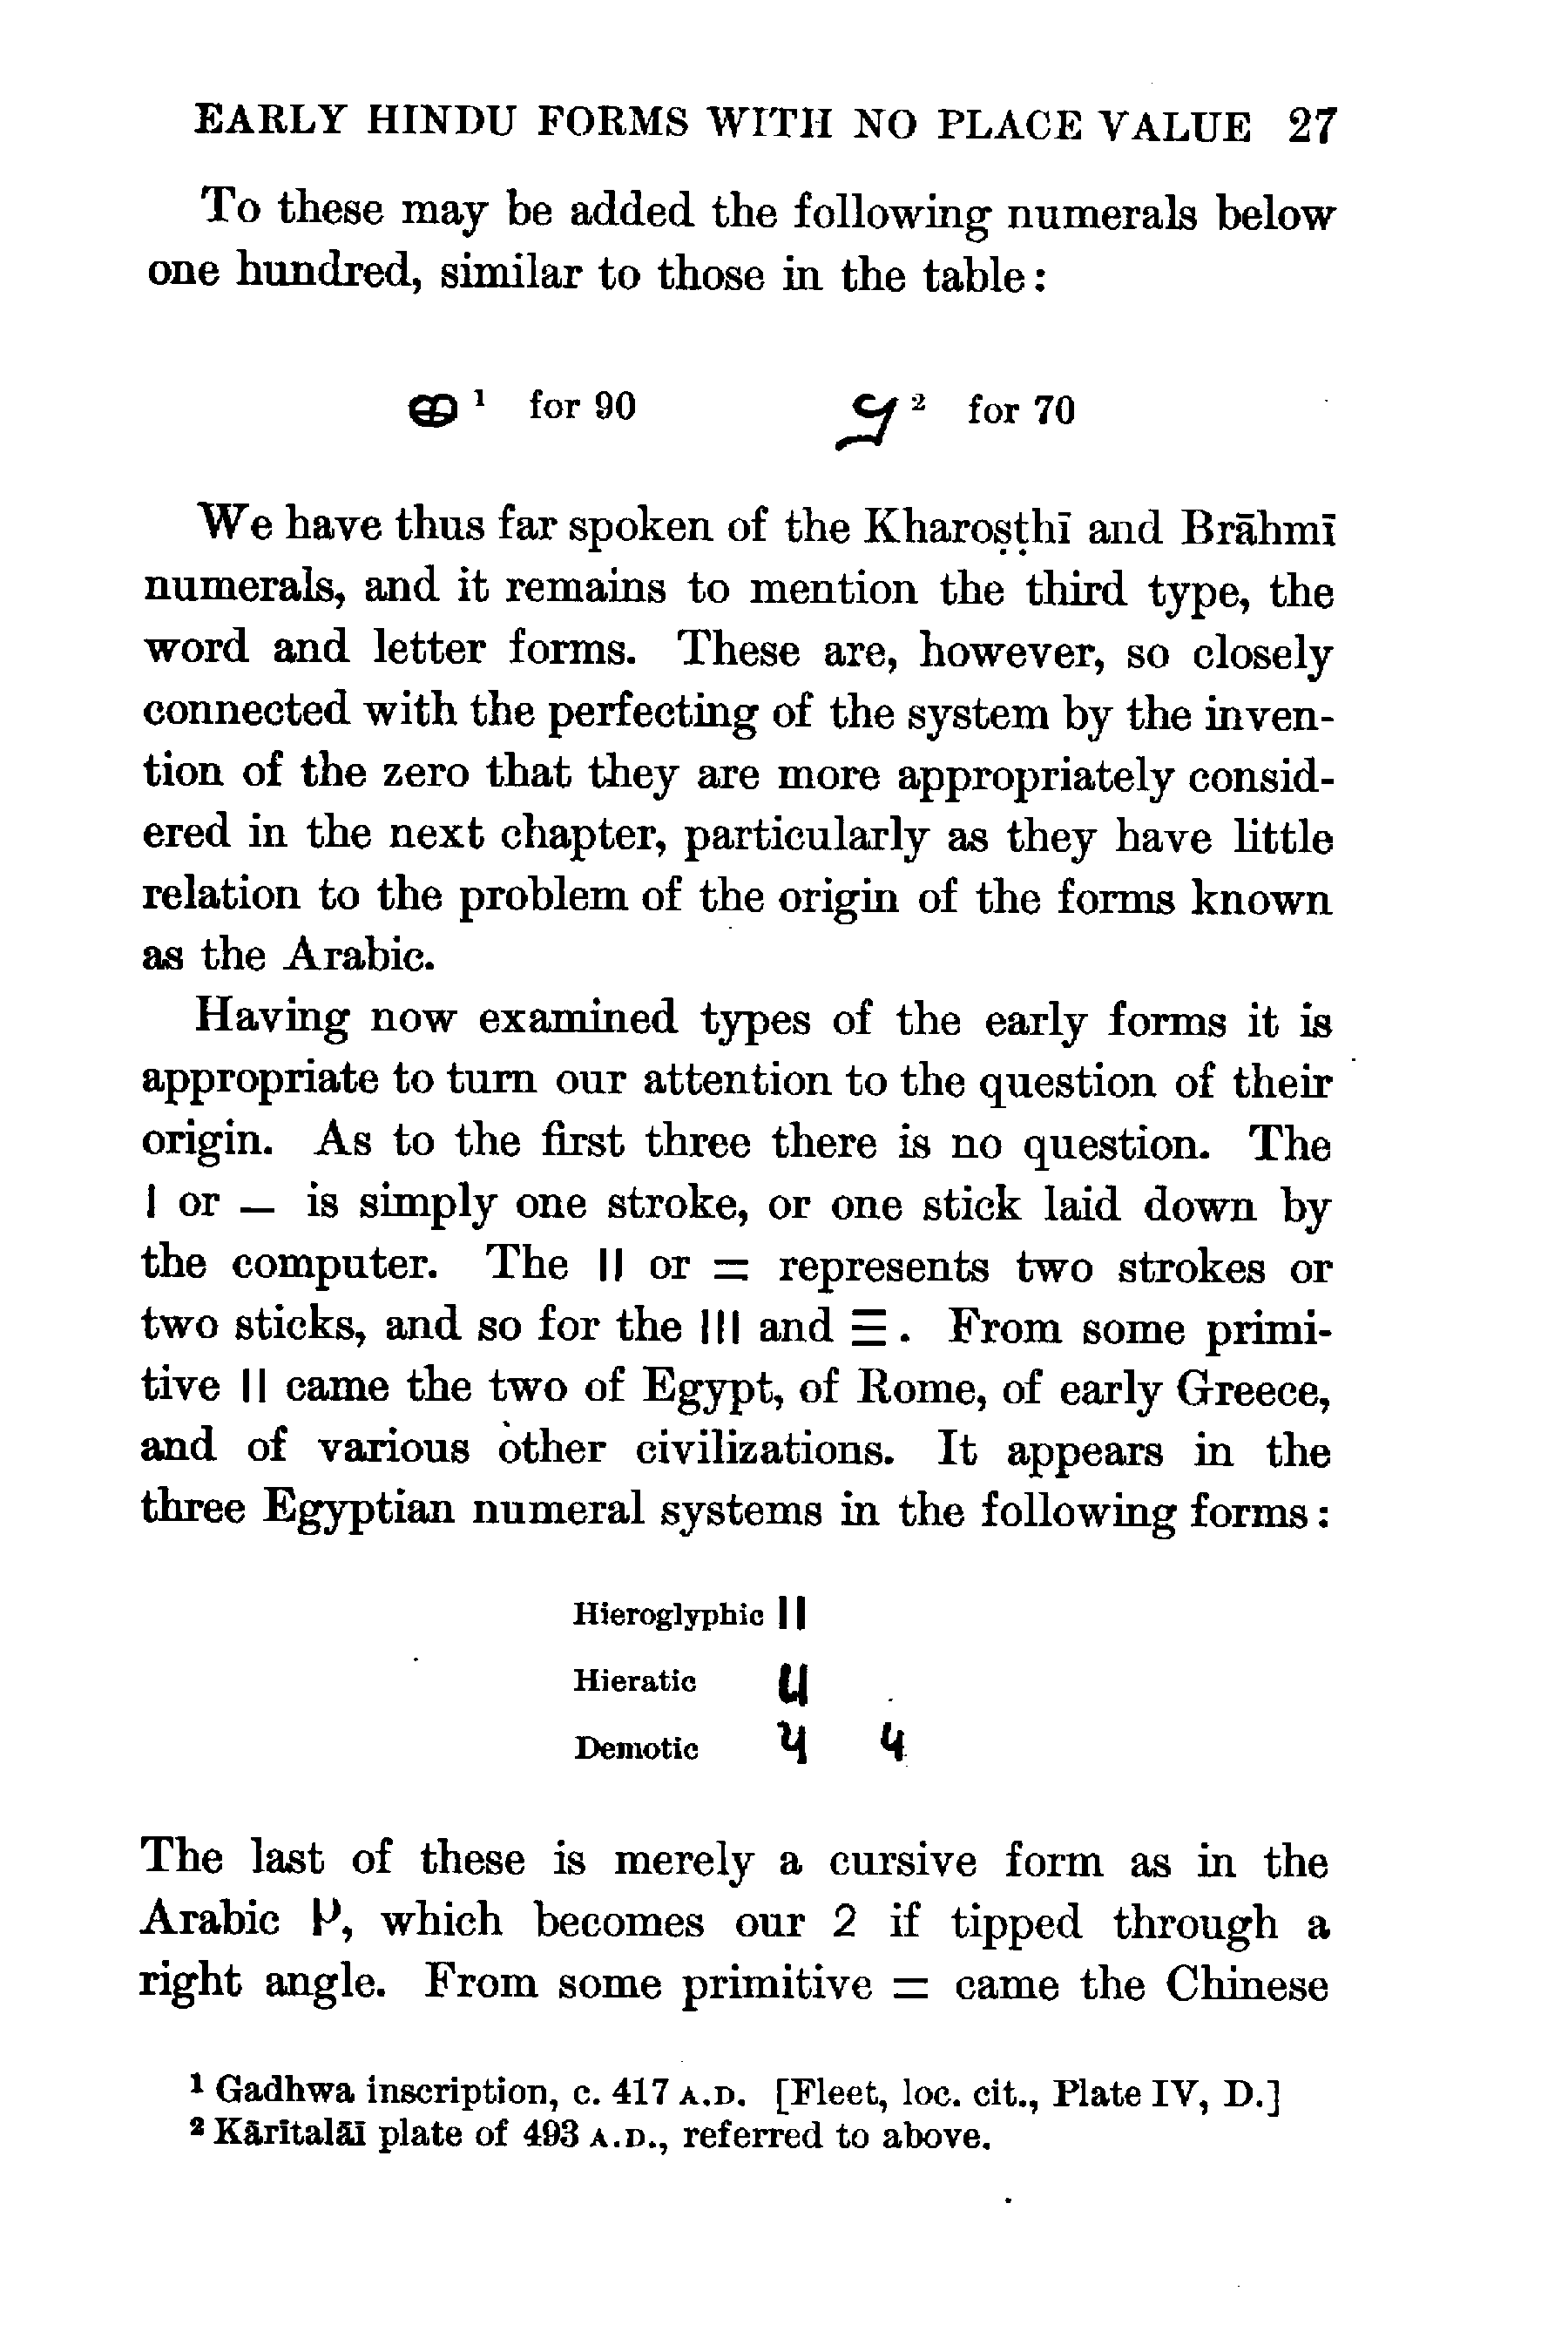 EARLY HINDU FORMS WITH NO PLACE VALUE 27
To these may be added the following numerals below
one hundred, similar to those in the table:
¹ for 90 ² for 70
We have thus far spoken of the Kharoṣṭhī and Brāhmī
numerals, and it remains to mention the third type, the
word and letter forms. These are, however, so closely
connected with the perfecting of the system by the inven-
tion of the zero that they are more appropriately consid-
ered in the next chapter, particularly as they have little
relation to the problem of the origin of the forms known
as the Arabic.
Having now examined types of the early forms it is
appropriate to turn our attention to the question of their
origin. As to the first three there is no question. The
| or — is simply one stroke, or one stick laid down by
the computer. The || or = represents two strokes or
two sticks, and so for the ||| and ☰. From some primi-
tive || came the two of Egypt, of Rome, of early Greece,
and of various other civilizations. It appears in the
three Egyptian numeral systems in the following forms:
Hieroglyphic ||
Hieratic
Demotic
The last of these is merely a cursive form as in the
Arabic ٢, which becomes our 2 if tipped through a
right angle. From some primitive = came the Chinese
¹ Gadhwa inscription, c. 417 A.D. [Fleet, loc. cit., Plate IV, D.]
² Kārītalāī plate of 493 A.D., referred to above.